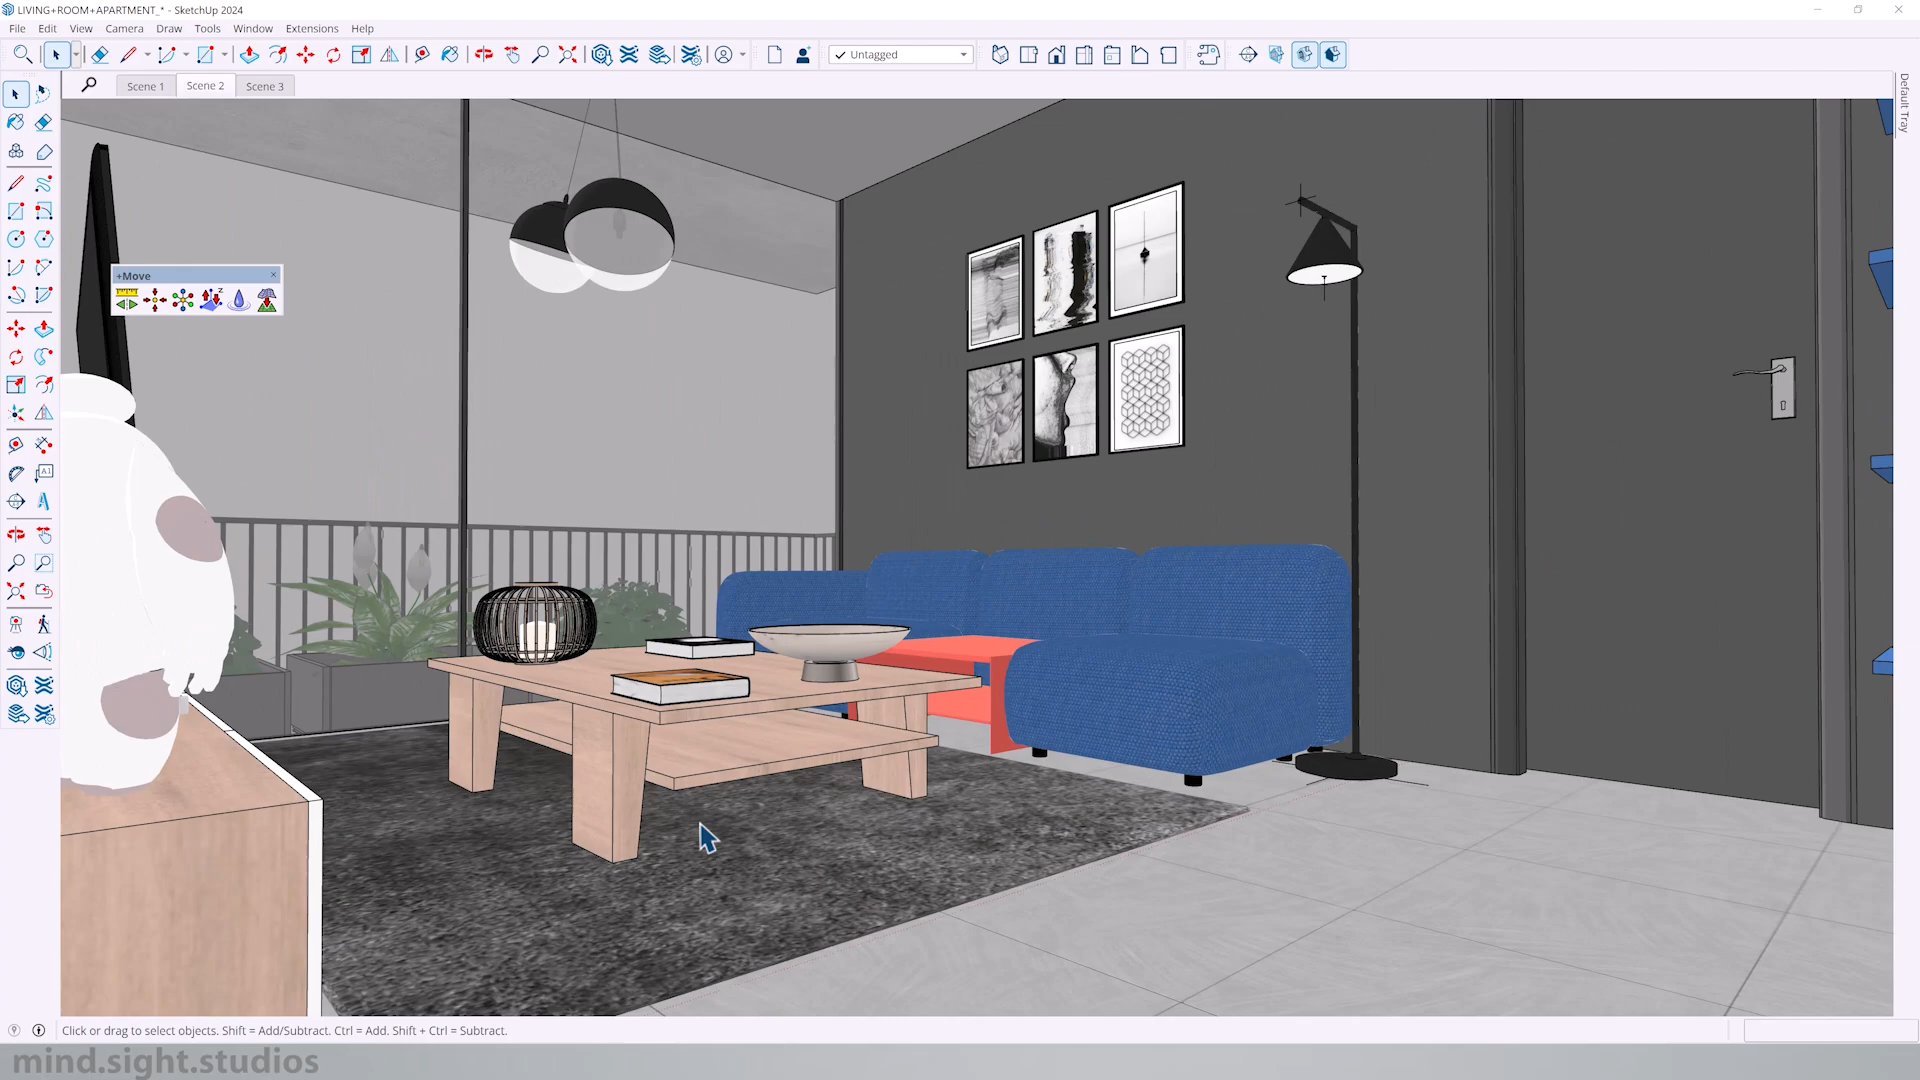 LIVING+ROOM+APARTMENT_* - SketchUp 2024
File Edit View Camera Draw Tools Window Extensions Help
Untagged
Scene 1 Scene 2 Scene 3
Default Tray
+Move
Click or drag to select objects. Shift = Add/Subtract. Ctrl = Add. Shift + Ctrl = Subtract.
mind.sight.studios